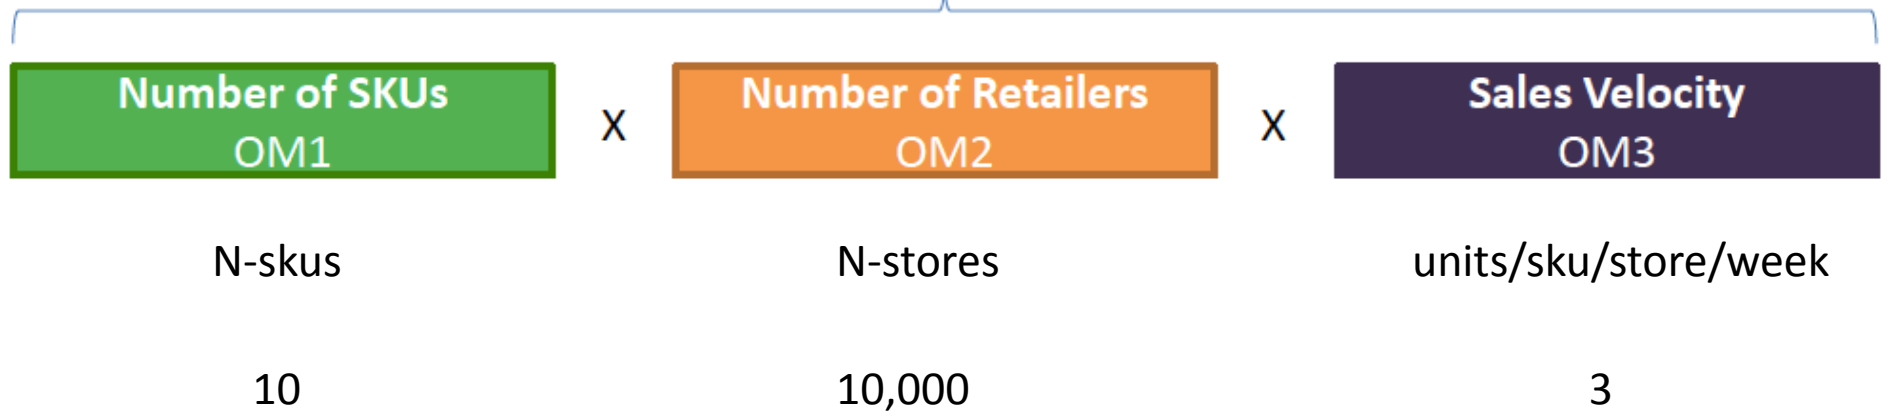 Number of SKUs
OM1
X
Number of Retailers
OM2
X
Sales Velocity
OM3
N-skus
N-stores
units/sku/store/week
10
10,000
3